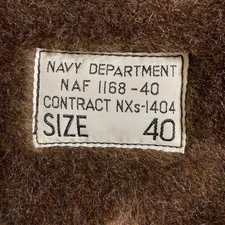 NAVY DEPARTMENT
NAF 1168-40
CONTRACT NXs-1404
SIZE 40